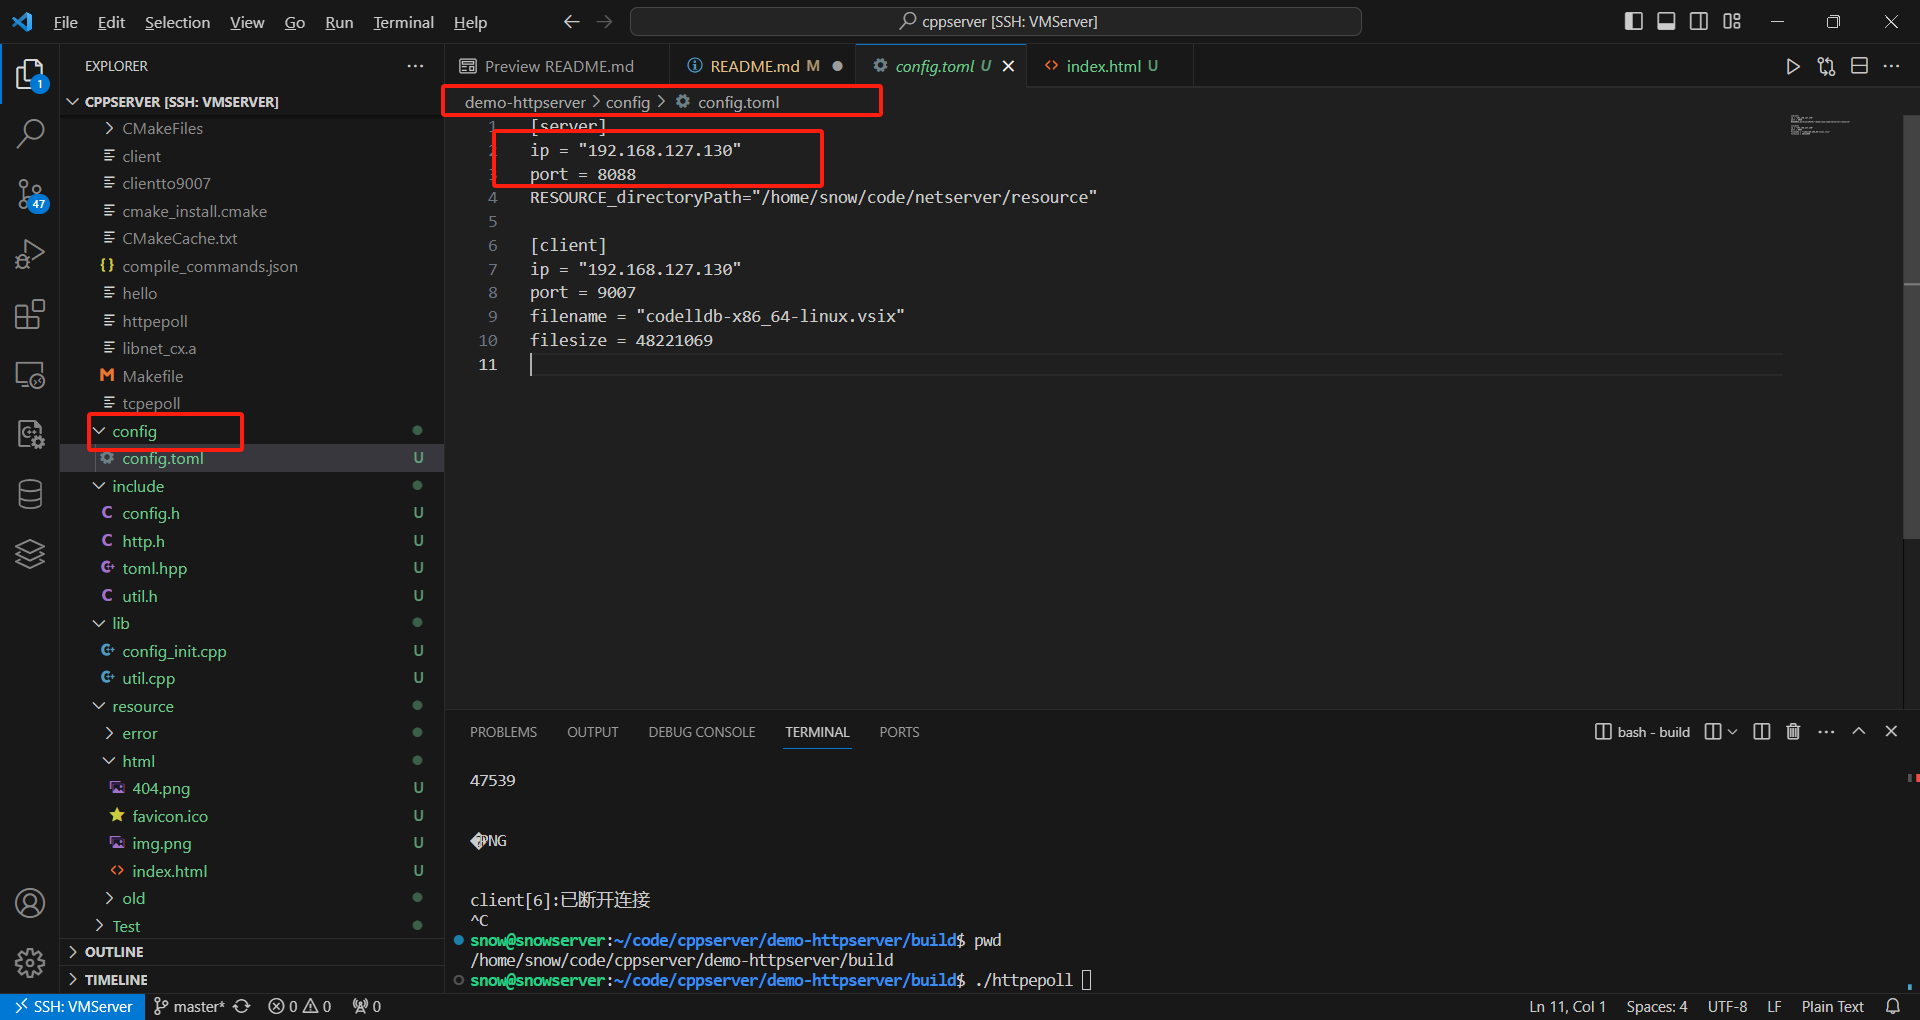 File Edit Selection View Go Run Terminal Help
cppserver [SSH: VMServer]
EXPLORER
1
47
CPPSERVER [SSH: VMSERVER]
CMakeFiles
client
clientto9007
cmake_install.cmake
CMakeCache.txt
{} compile_commands.json
hello
httpepoll
libnet_cx.a
M Makefile
tcpepoll
config
config.toml U
include
C config.h U
C http.h U
C+ toml.hpp U
C util.h U
lib
C+ config_init.cpp U
C+ util.cpp U
resource
error
html
404.png U
favicon.ico U
img.png U
<> index.html U
old
Test
OUTLINE
TIMELINE
Preview README.md
README.md M
config.toml U
<> index.html U
demo-httpserver > config > config.toml
1 [server]
2 ip = "192.168.127.130"
3 port = 8088
4 RESOURCE_directoryPath="/home/snow/code/netserver/resource"
5
6 [client]
7 ip = "192.168.127.130"
8 port = 9007
9 filename = "codelldb-x86_64-linux.vsix"
10 filesize = 48221069
11
PROBLEMS OUTPUT DEBUG CONSOLE TERMINAL PORTS
bash - build
47539
�PNG
client[6]:已断开连接
^C
snow@snowserver:~/code/cppserver/demo-httpserver/build$ pwd
/home/snow/code/cppserver/demo-httpserver/build
snow@snowserver:~/code/cppserver/demo-httpserver/build$ ./httpepoll
SSH: VMServer master* 0 0 0
Ln 11, Col 1 Spaces: 4 UTF-8 LF Plain Text